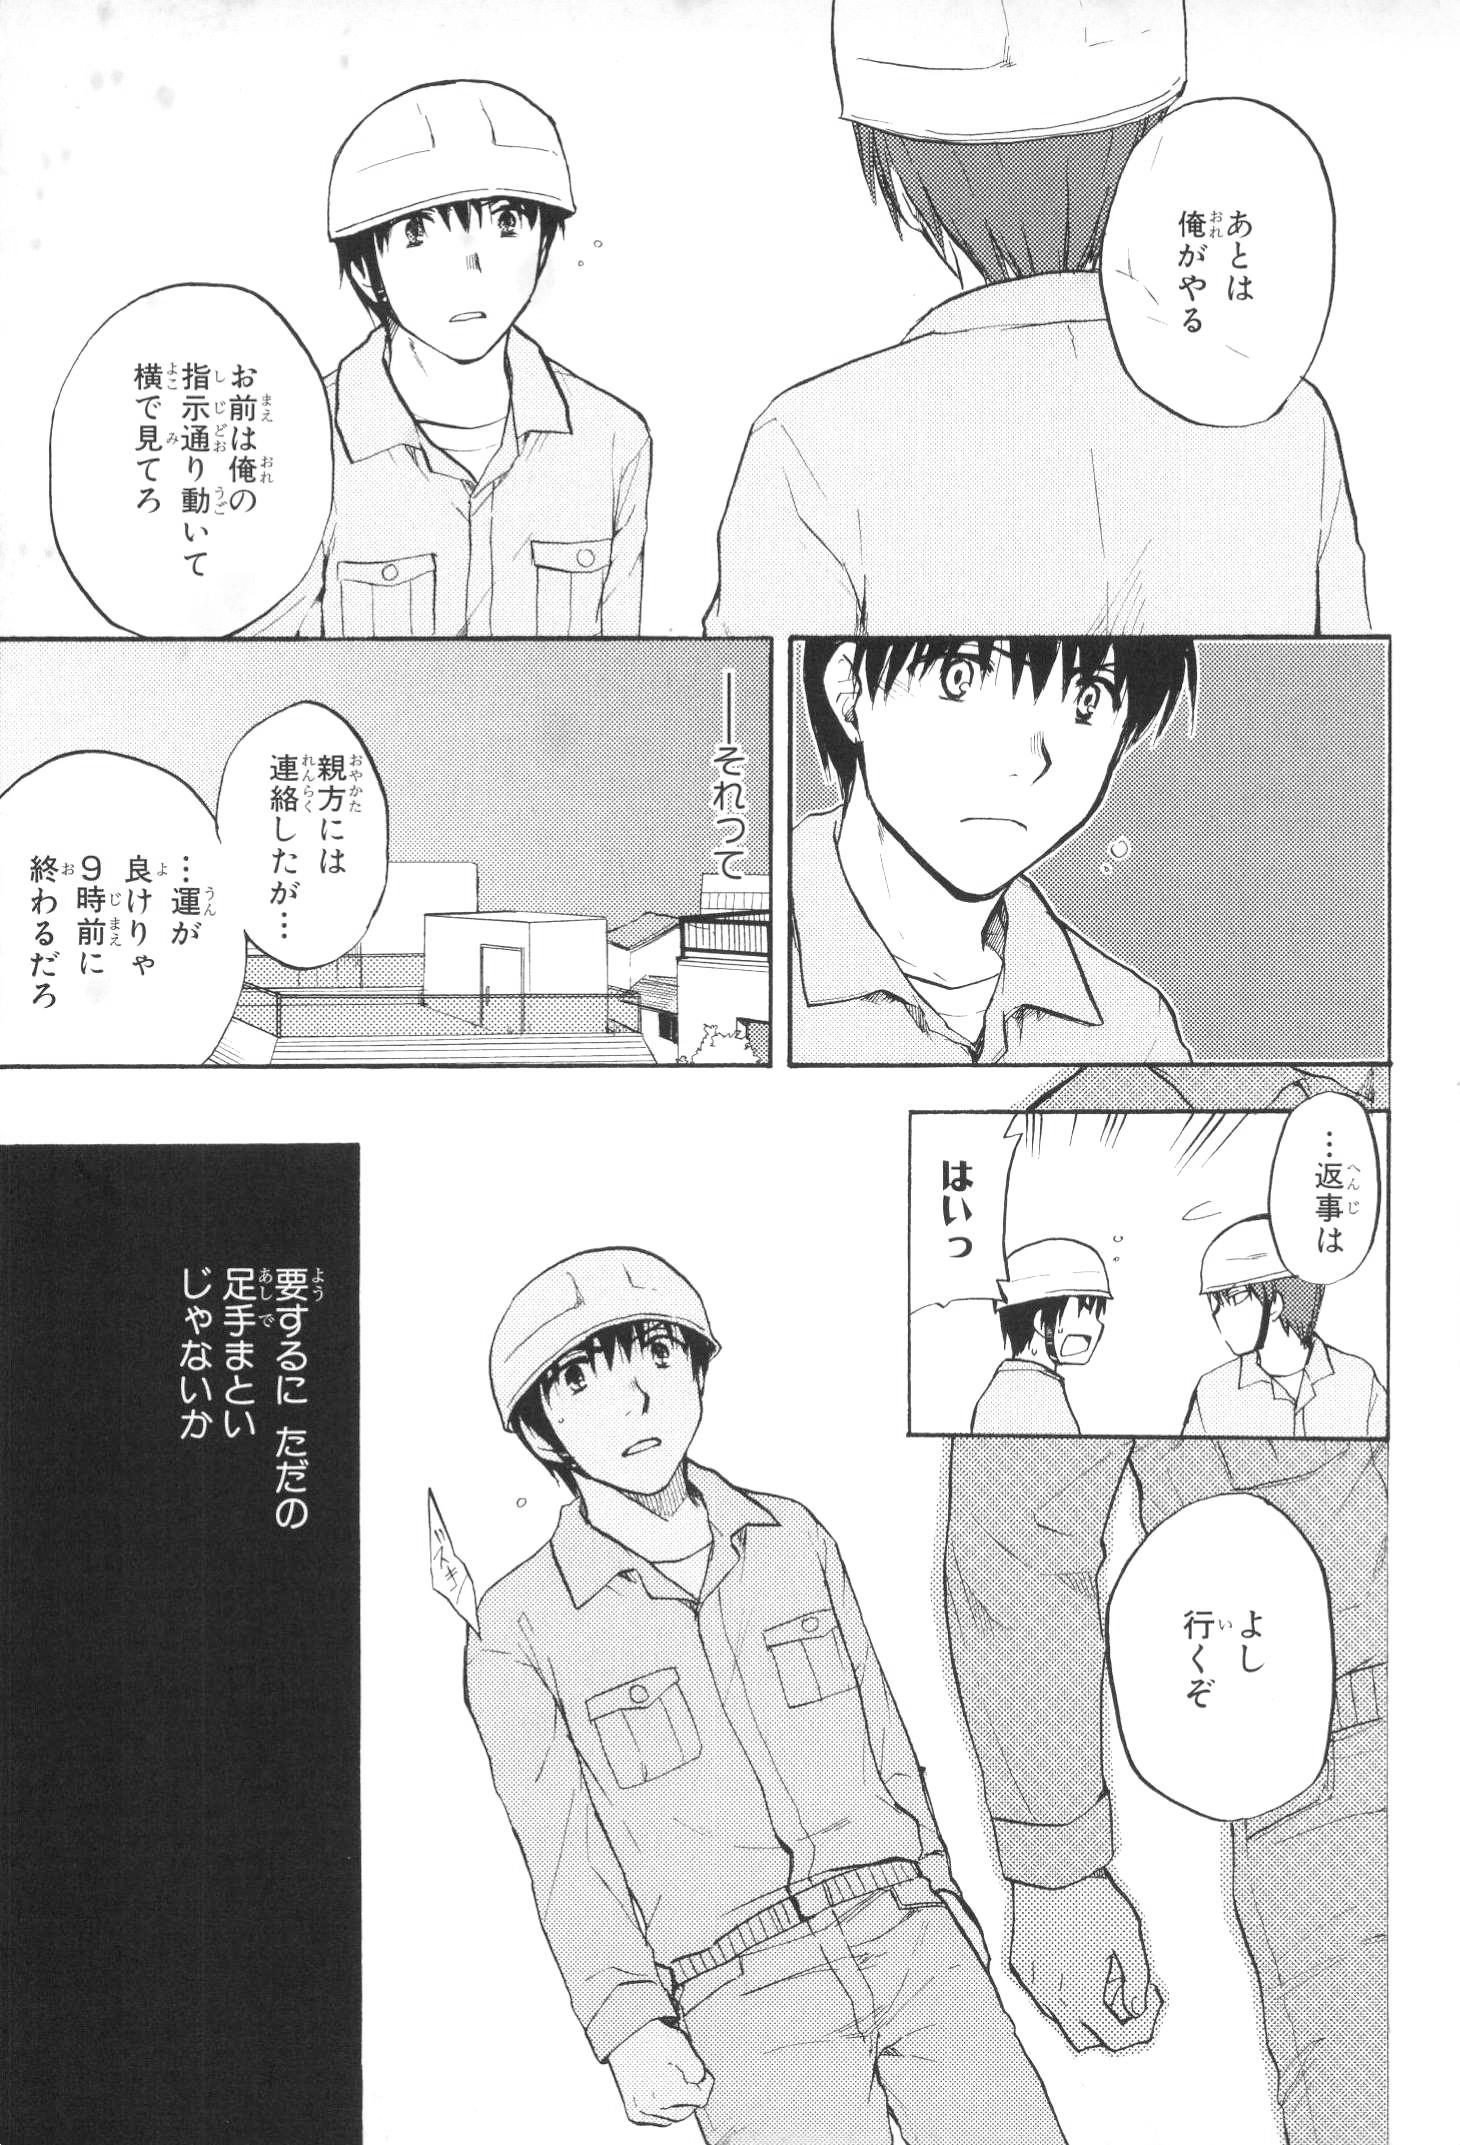 あとは
俺がやる
お前は俺の
指示通り動いて
横で見てろ
―それって
親方には
連絡したが…
…運が
良けりゃ
9時前に
終わるだろ
…返事は
はいっ
よし
行くぞ
ズキ
要するに ただの
足手まとい
じゃないか